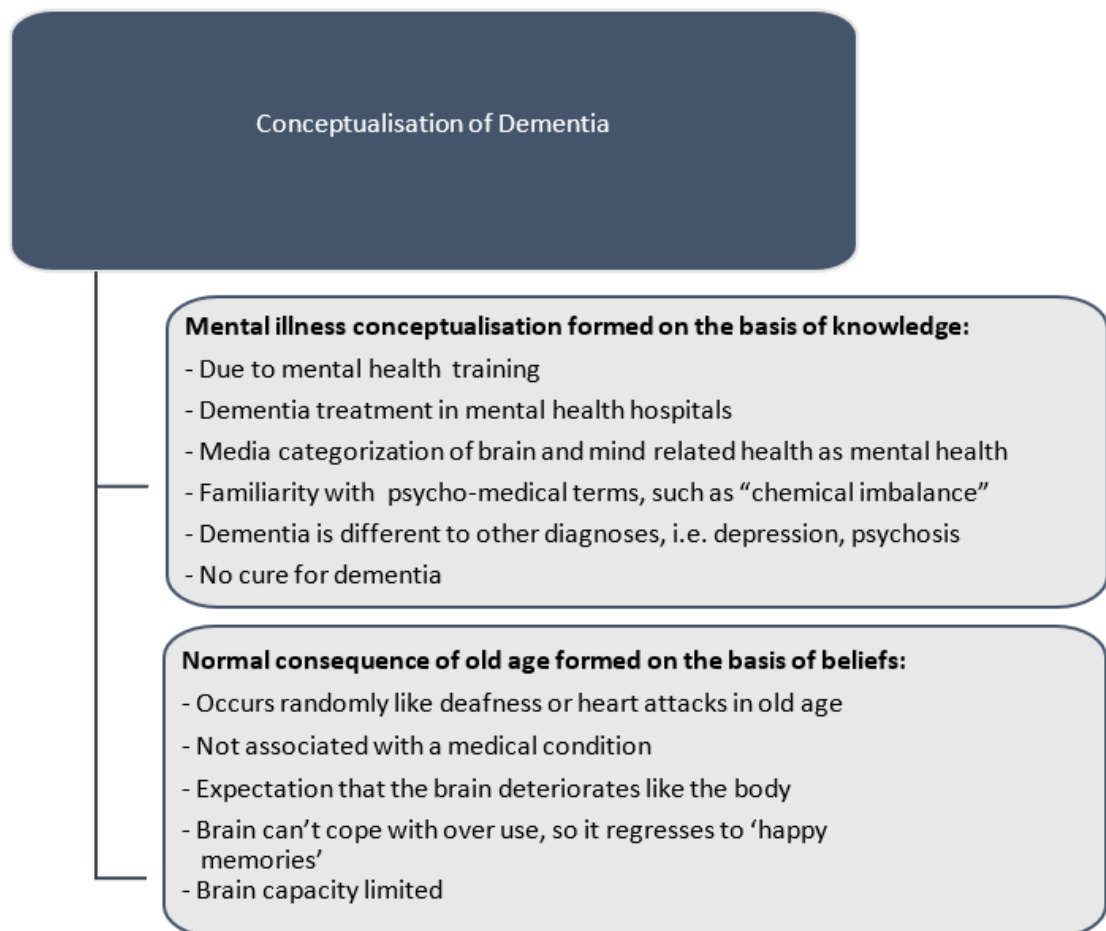 Conceptualisation of Dementia
Mental illness conceptualisation formed on the basis of knowledge:
- Due to mental health training
- Dementia treatment in mental health hospitals
- Media categorization of brain and mind related health as mental health
- Familiarity with psycho-medical terms, such as “chemical imbalance”
- Dementia is different to other diagnoses, i.e. depression, psychosis
- No cure for dementia
Normal consequence of old age formed on the basis of beliefs:
- Occurs randomly like deafness or heart attacks in old age
- Not associated with a medical condition
- Expectation that the brain deteriorates like the body
- Brain can’t cope with over use, so it regresses to ‘happy
memories’
- Brain capacity limited